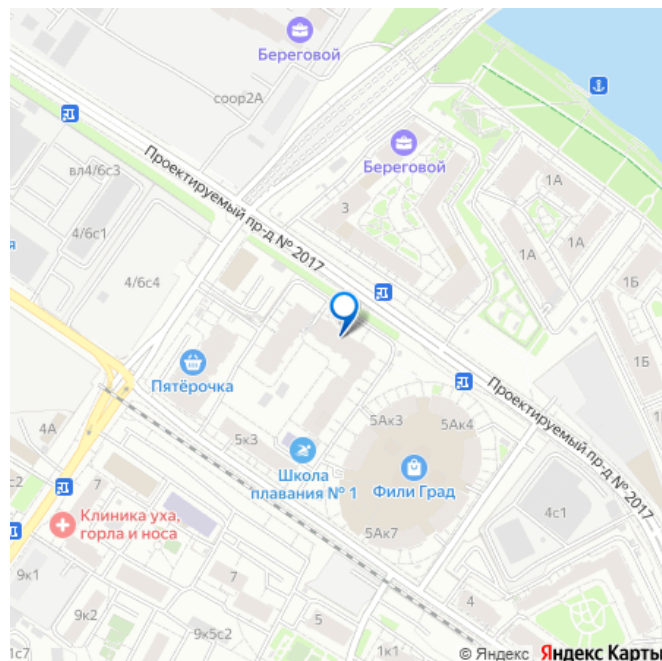 Береговой
соор2А
вл4/6с3
Проектируемый пр-д № 2017
Береговой
3
1А
1А
1А
4/6с1
я
4/6с4
1Б
1Б
Пятёрочка
Проектируемый пр-д № 2017
4А
с2
5к3
5Ак3
5Ак4
Школа
плавания № 1
Фили Град
7
Клиника уха,
горла и носа
4с1
5Ак7
9к1
7
9к2
5
4
9к5с2
1с7
1к1
© Яндекс Яндекс Карты